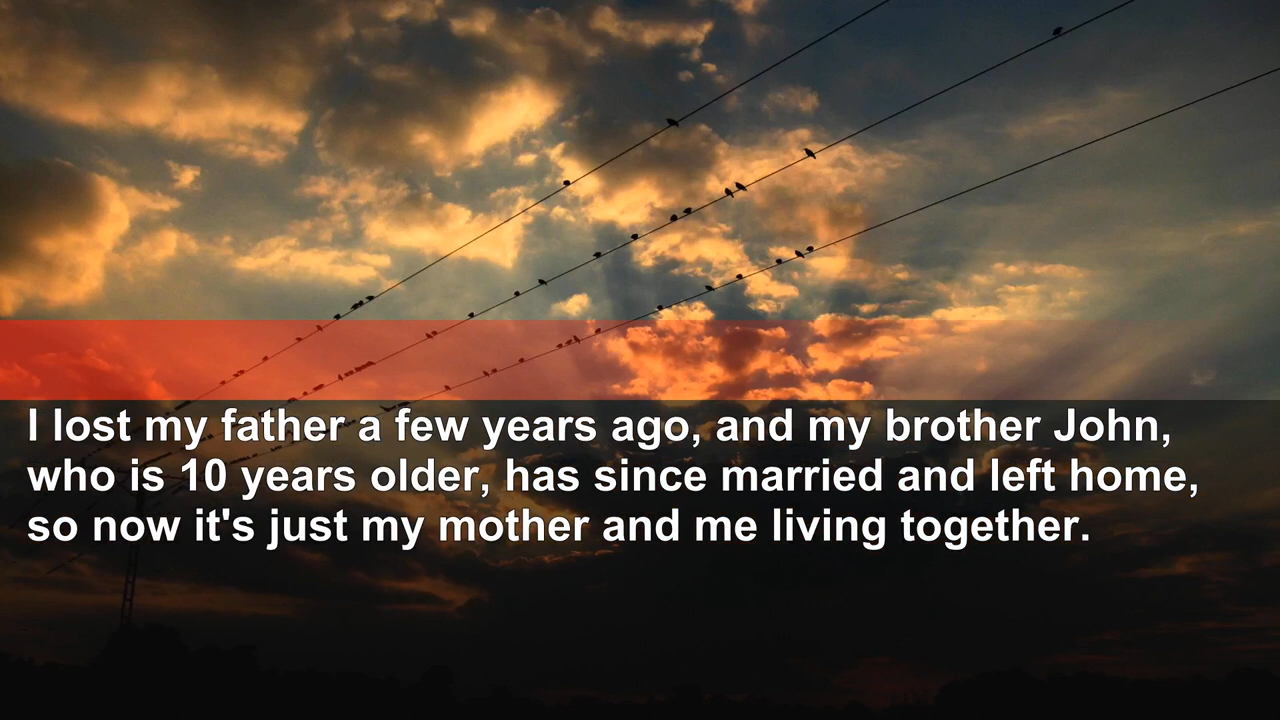 I lost my father a few years ago, and my brother John,
who is 10 years older, has since married and left home,
so now it's just my mother and me living together.